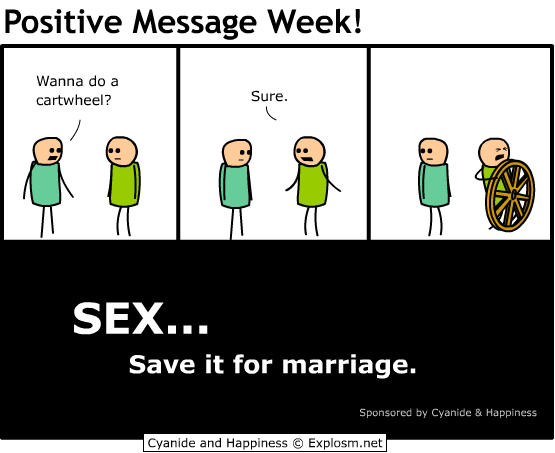 Positive Message Week!
Wanna do a
cartwheel?
Sure.
SEX...
Save it for marriage.
Sponsored by Cyanide & Happiness
Cyanide and Happiness © Explosm.net